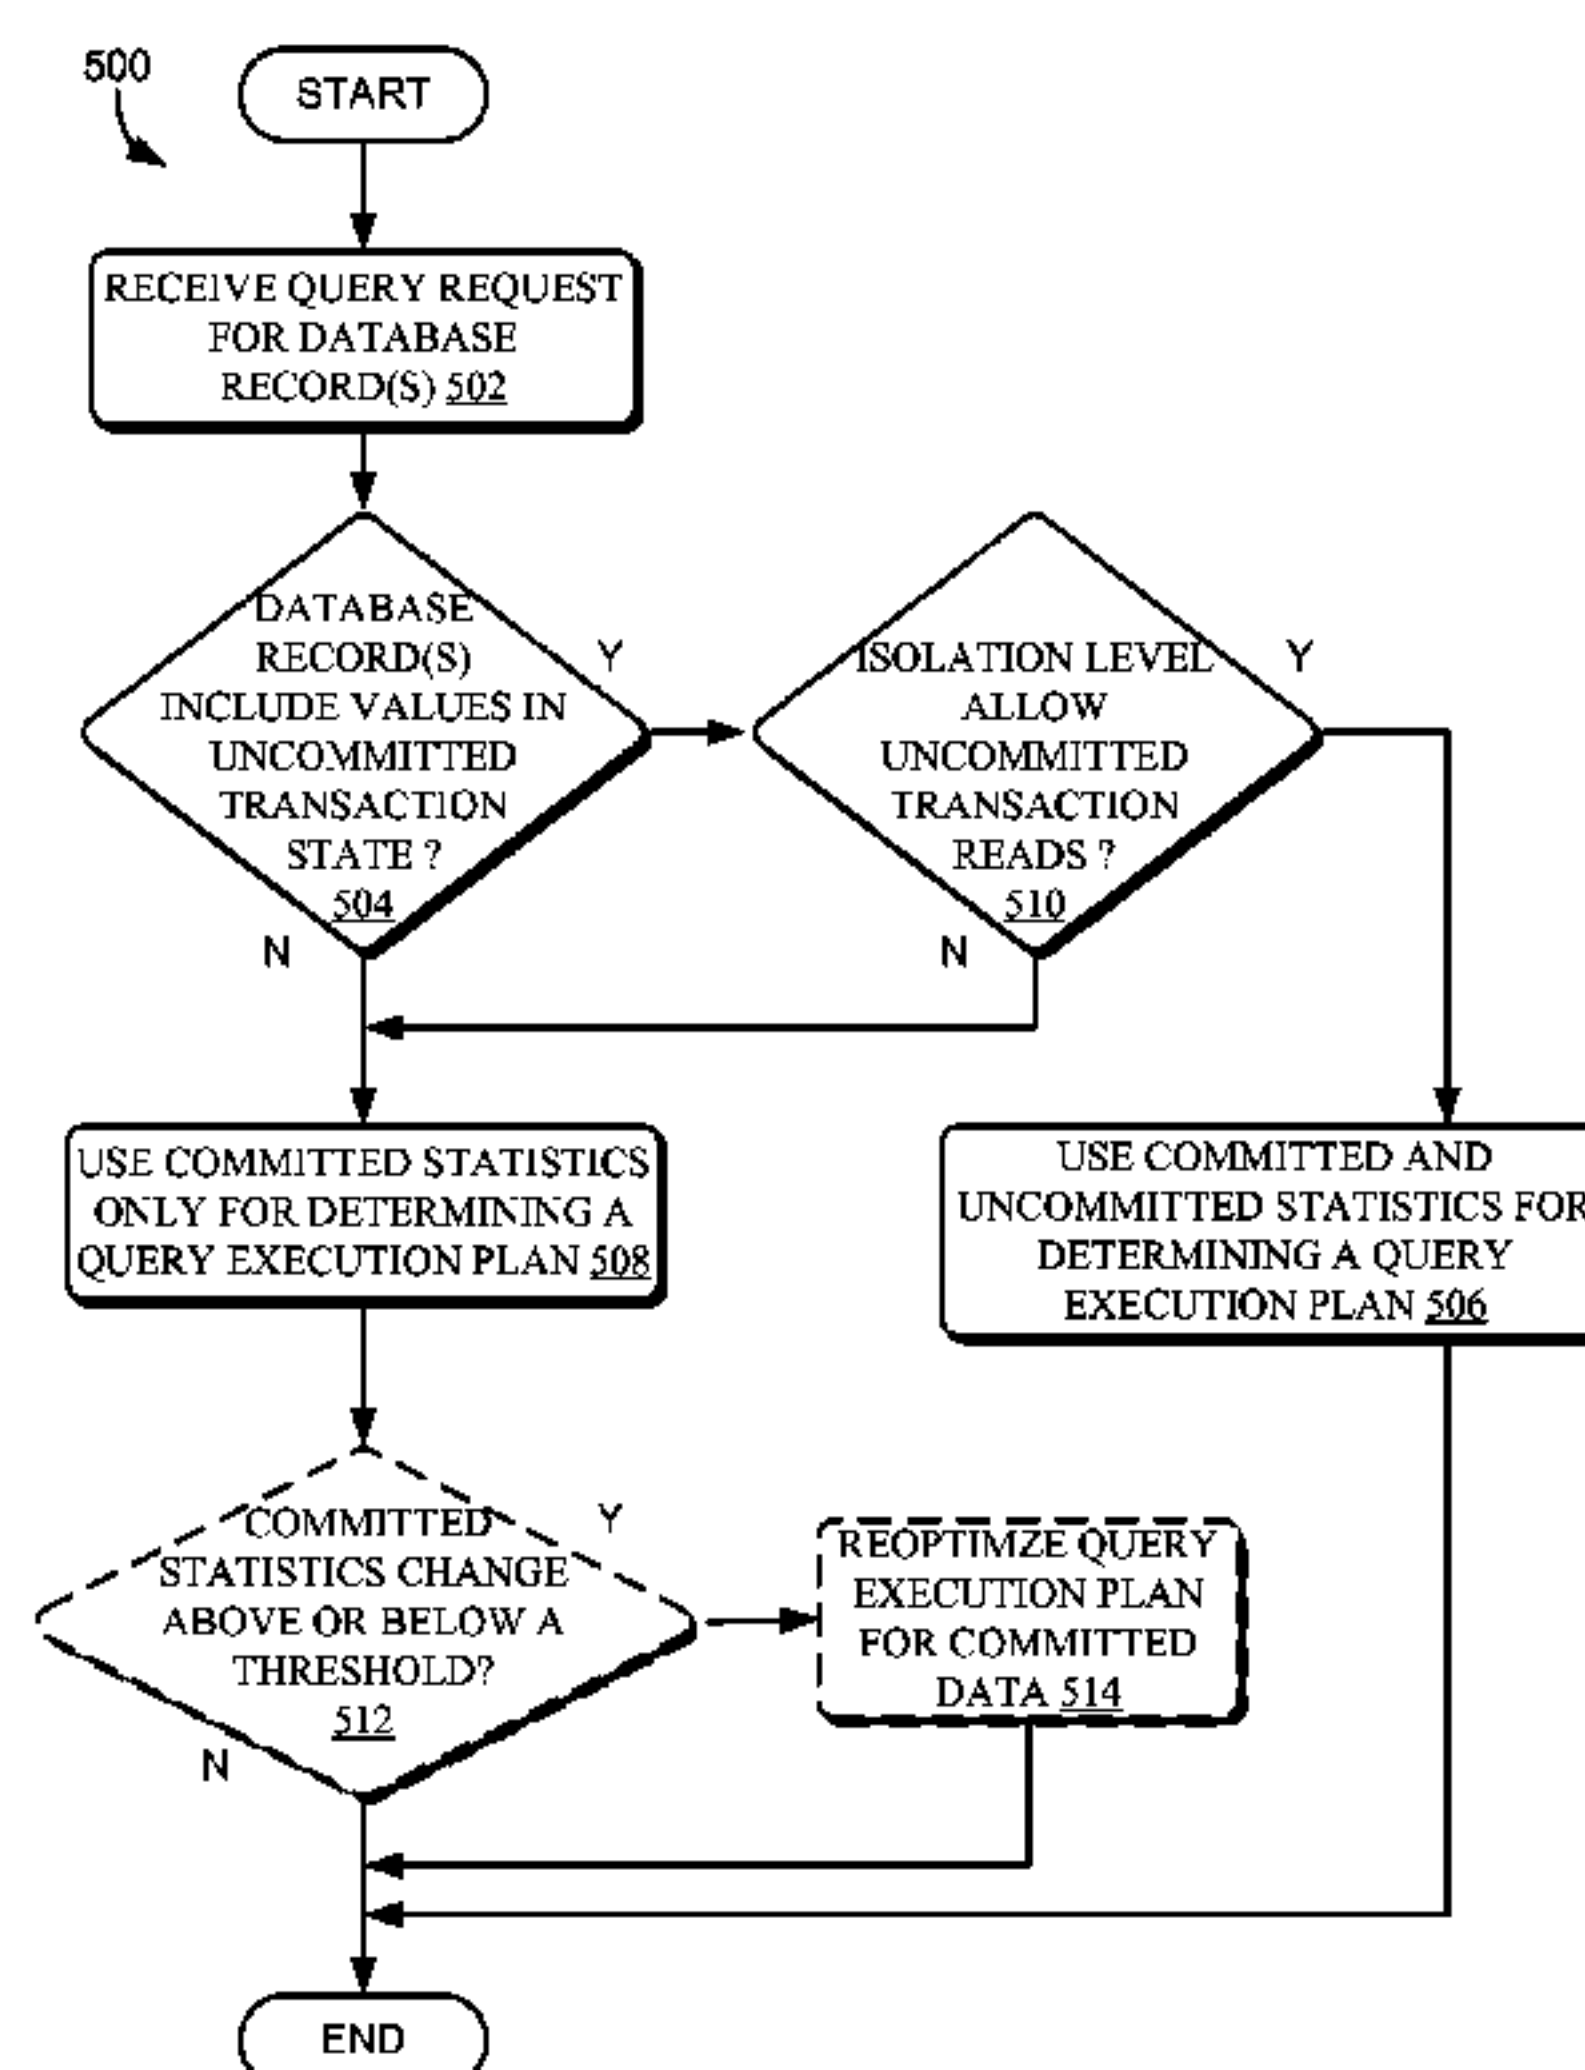 500
START
RECEIVE QUERY REQUEST
FOR DATABASE
RECORD(S) 502
DATABASE
RECORD(S)
INCLUDE VALUES IN
UNCOMMITTED
TRANSACTION
STATE ?
504
Y
N
ISOLATION LEVEL
ALLOW
UNCOMMITTED
TRANSACTION
READS ?
510
Y
N
USE COMMITTED STATISTICS
ONLY FOR DETERMINING A
QUERY EXECUTION PLAN 508
USE COMMITTED AND
UNCOMMITTED STATISTICS FOR
DETERMINING A QUERY
EXECUTION PLAN 506
COMMITTED
STATISTICS CHANGE
ABOVE OR BELOW A
THRESHOLD?
512
Y
N
REOPTIMZE QUERY
EXECUTION PLAN
FOR COMMITTED
DATA 514
END